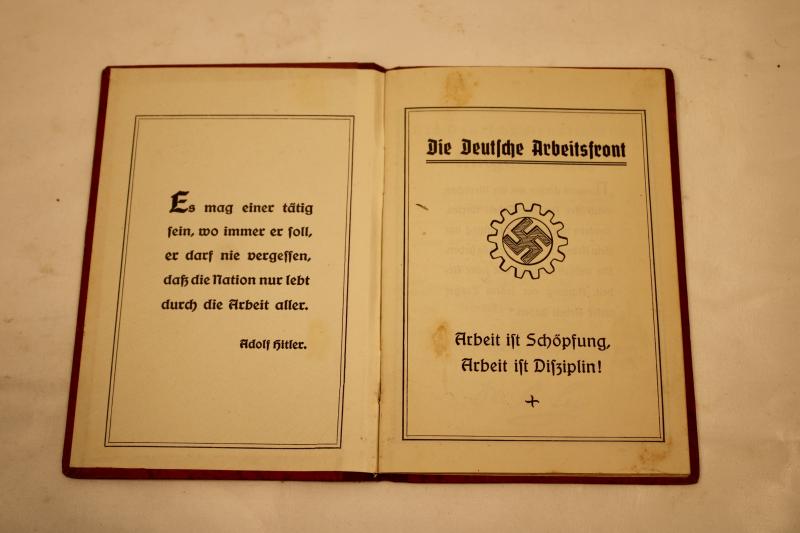 Es mag einer tätig
sein, wo immer er soll,
er darf nie vergessen,
daß die Nation nur lebt
durch die Arbeit aller.
Adolf Hitler.
Die Deutsche Arbeitsfront
Arbeit ist Schöpfung,
Arbeit ist Disziplin!